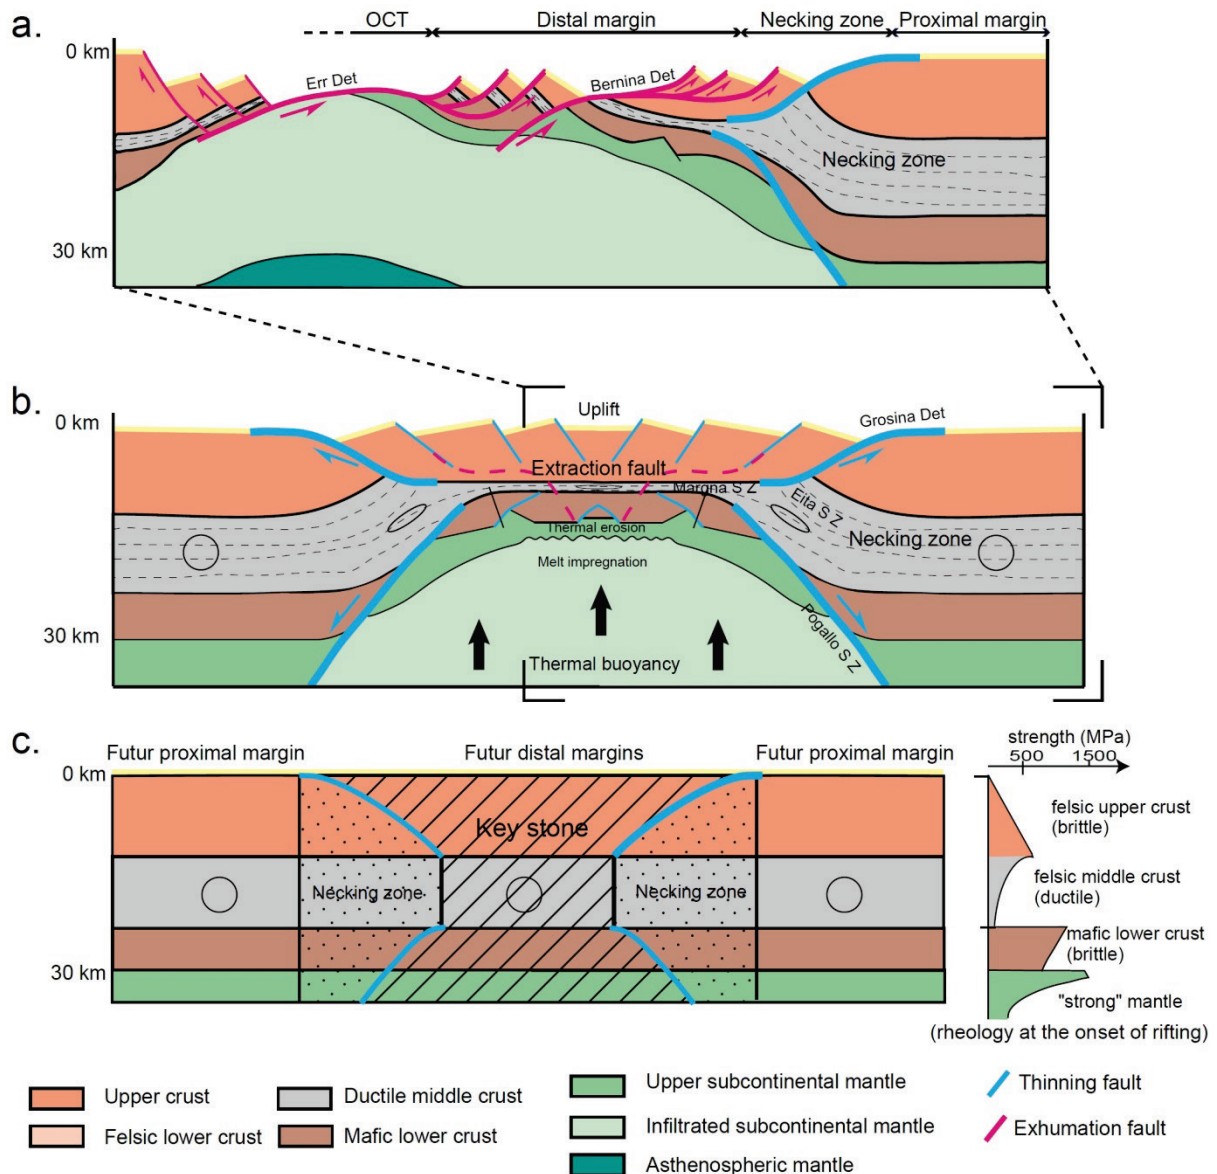 a.
OCT
Distal margin
Necking zone
Proximal margin
0 km
Err Det
Bernina Det
Necking zone
30 km
b.
0 km
Uplift
Grosina Det
Extraction fault
Margna S Z
Eita S Z
Necking zone
Thermal erosion
Melt impregnation
30 km
Pogallo S Z
Thermal buoyancy
c.
Futur proximal margin
Futur distal margins
Futur proximal margin
strength (MPa)
500
1500
0 km
Key stone
felsic upper crust
(brittle)
Necking zone
Necking zone
felsic middle crust
(ductile)
mafic lower crust
(brittle)
30 km
"strong" mantle
(rheology at the onset of rifting)
Upper crust
Ductile middle crust
Upper subcontinental mantle
Thinning fault
Felsic lower crust
Mafic lower crust
Infiltrated subcontinental mantle
Exhumation fault
Asthenospheric mantle